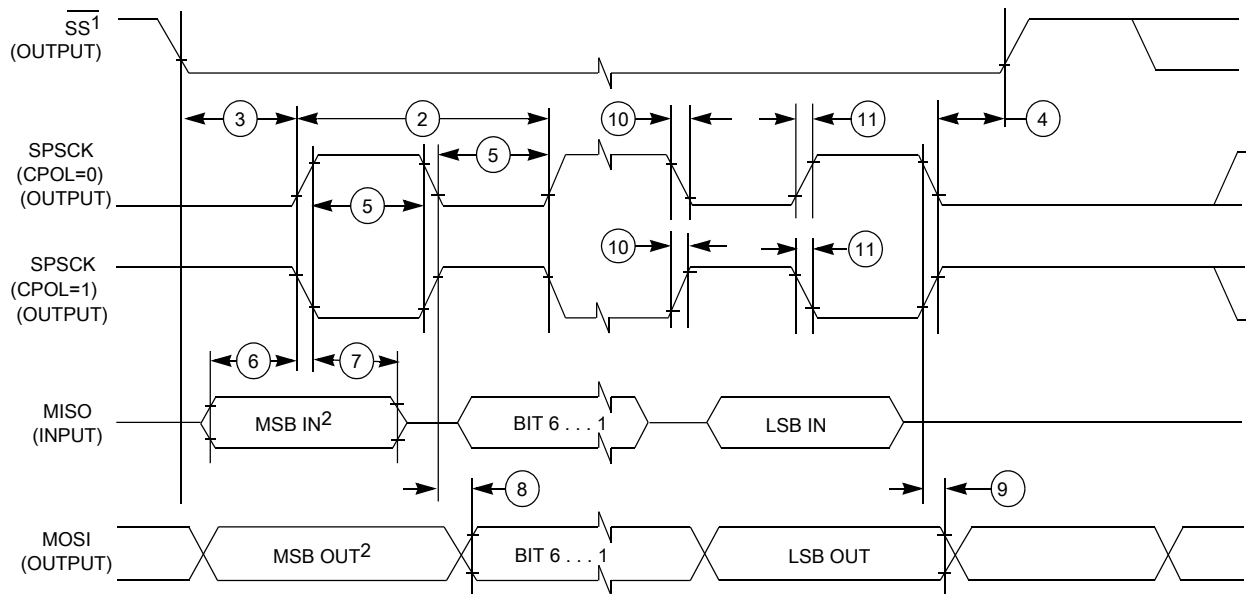 SS¹
(OUTPUT)
3
2
10
11
4
SPSCK
(CPOL=0)
(OUTPUT)
5
5
10
11
SPSCK
(CPOL=1)
(OUTPUT)
6
7
MISO
(INPUT)
MSB IN²
BIT 6 . . . 1
LSB IN
8
9
MOSI
(OUTPUT)
MSB OUT²
BIT 6 . . . 1
LSB OUT